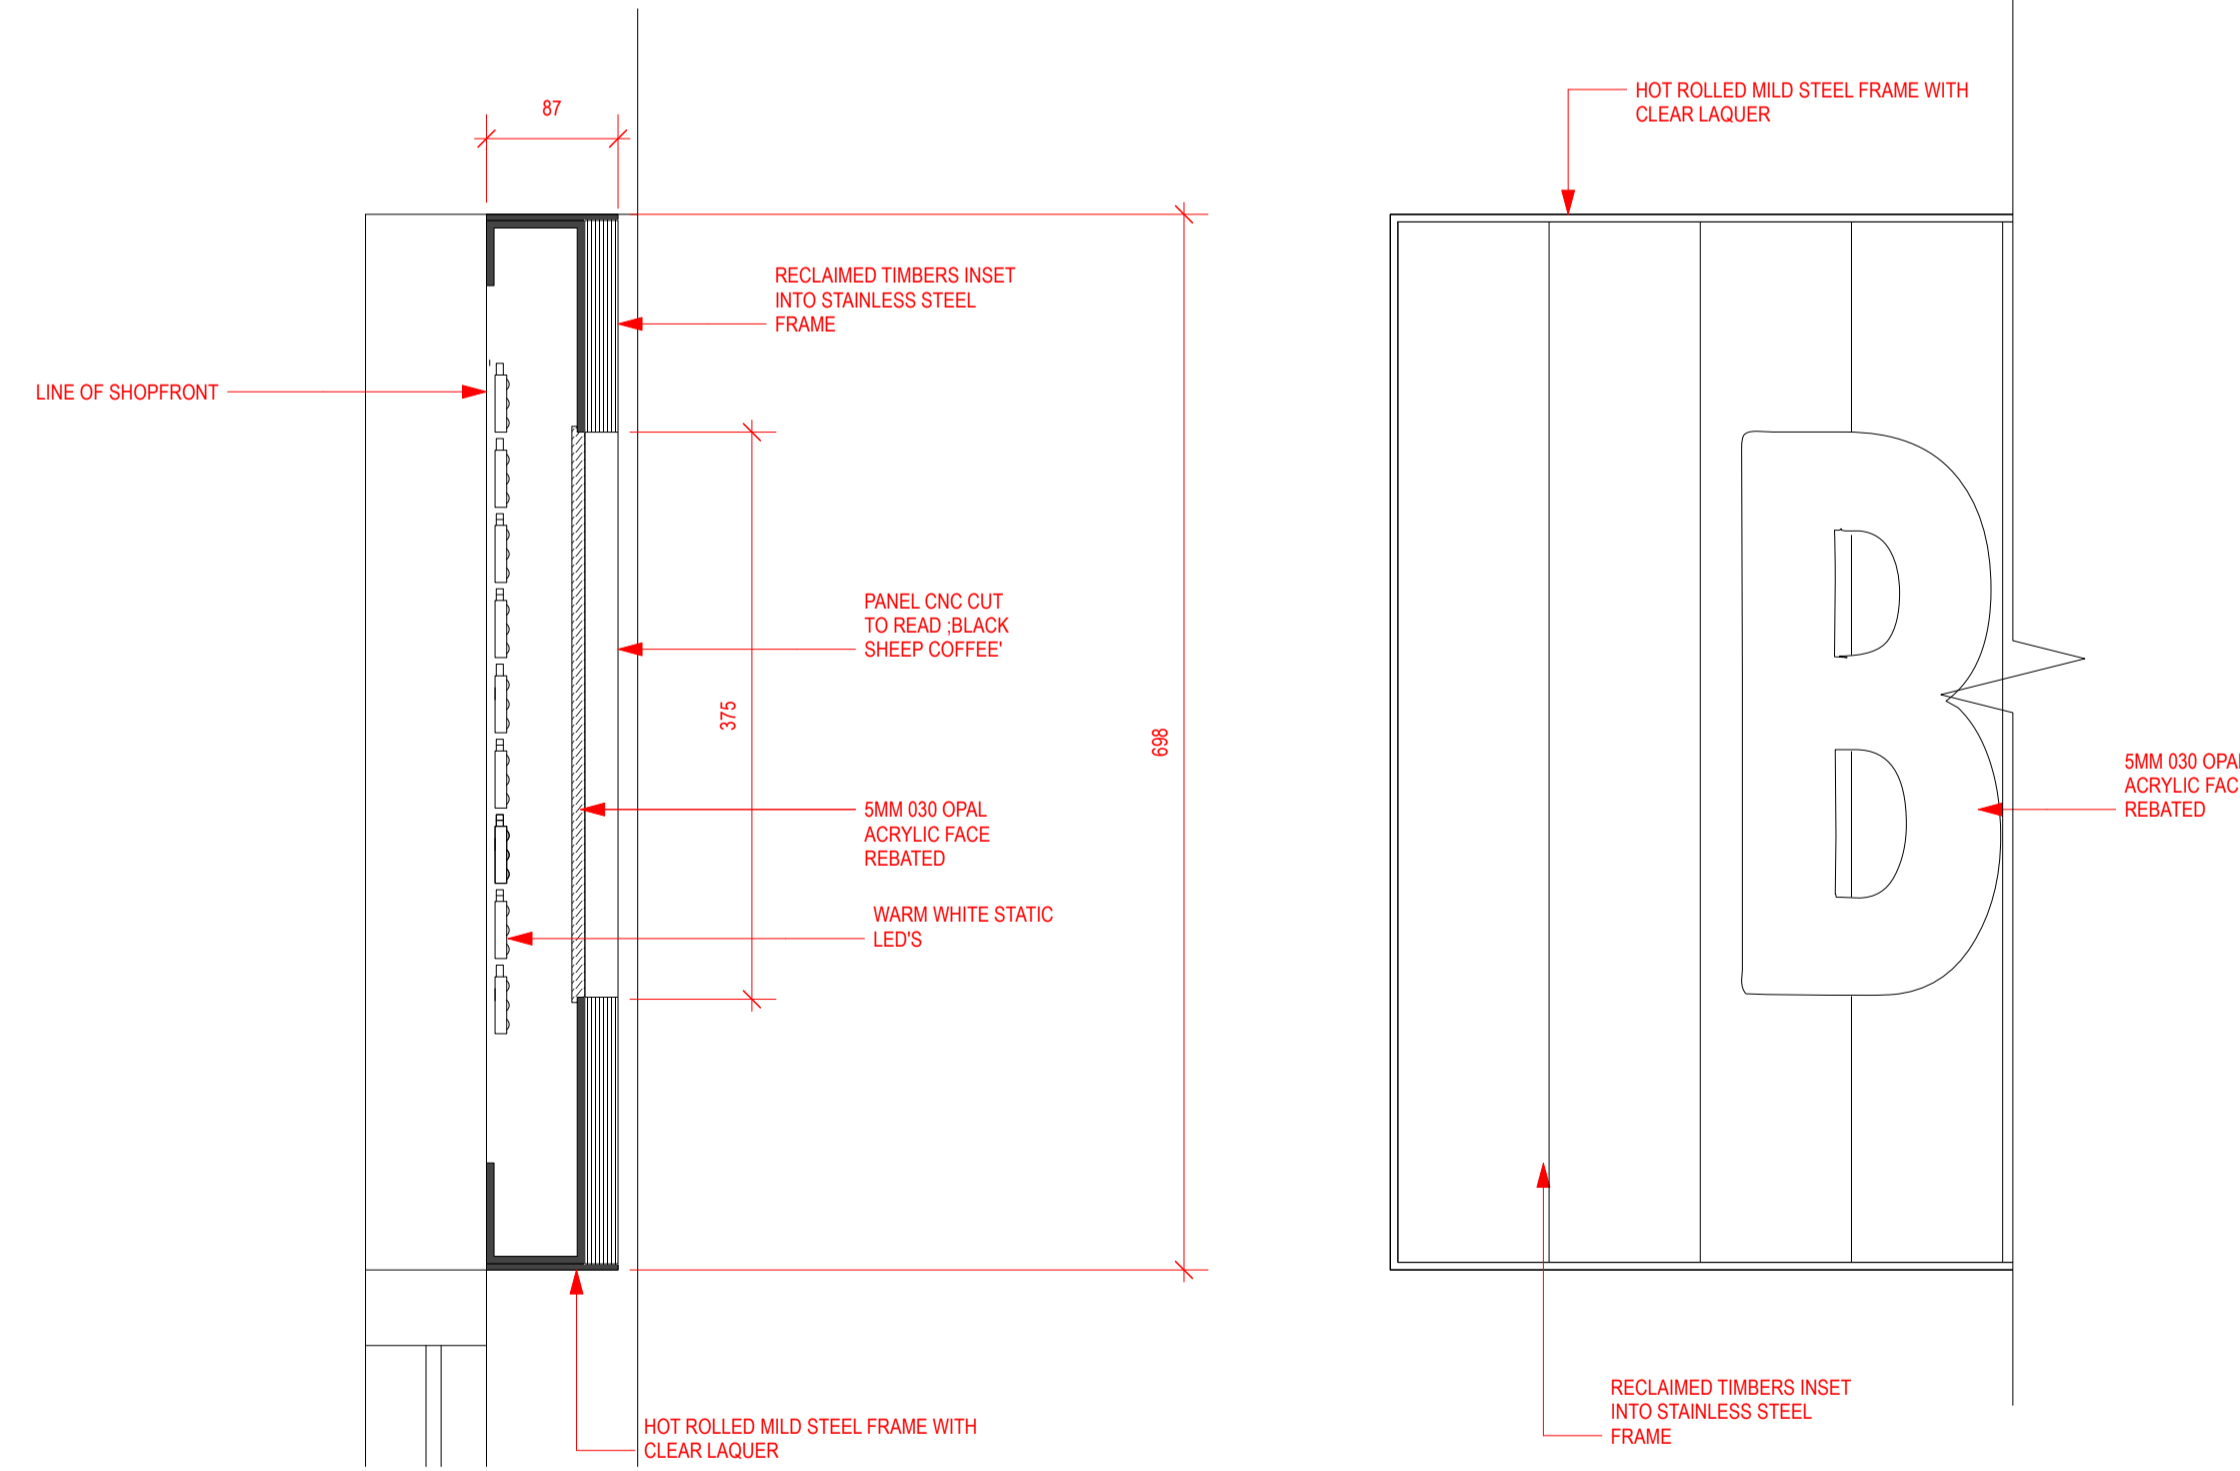 87
HOT ROLLED MILD STEEL FRAME WITH
CLEAR LAQUER
RECLAIMED TIMBERS INSET
INTO STAINLESS STEEL
FRAME
LINE OF SHOPFRONT
PANEL CNC CUT
TO READ ;BLACK
SHEEP COFFEE'
375
698
5MM 030 OPAL
ACRYLIC FACE
REBATED
WARM WHITE STATIC
LED'S
B
5MM 030 OPA
ACRYLIC FAC
REBATED
RECLAIMED TIMBERS INSET
INTO STAINLESS STEEL
FRAME
HOT ROLLED MILD STEEL FRAME WITH
CLEAR LAQUER